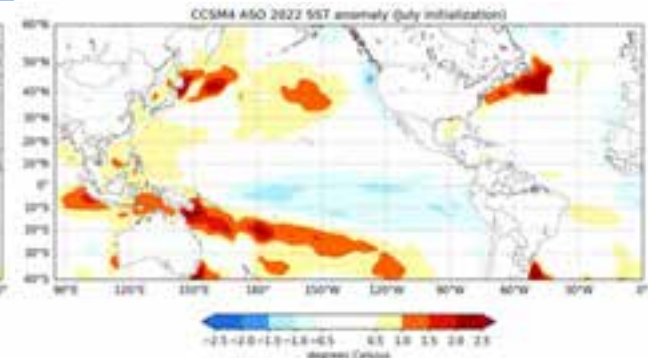 CCSM4 ASO 2022 SST anomaly (July initialization)
60°N
50°N
40°N
30°N
20°N
10°N
0°
10°S
20°S
30°S
40°S
90°E 120°E 150°E 180° 150°W 120°W 90°W 60°W 30°W 0°
-2.5 -2.0 -1.5 -1.0 -0.5 0.5 1.0 1.5 2.0 2.5
degrees Celsius